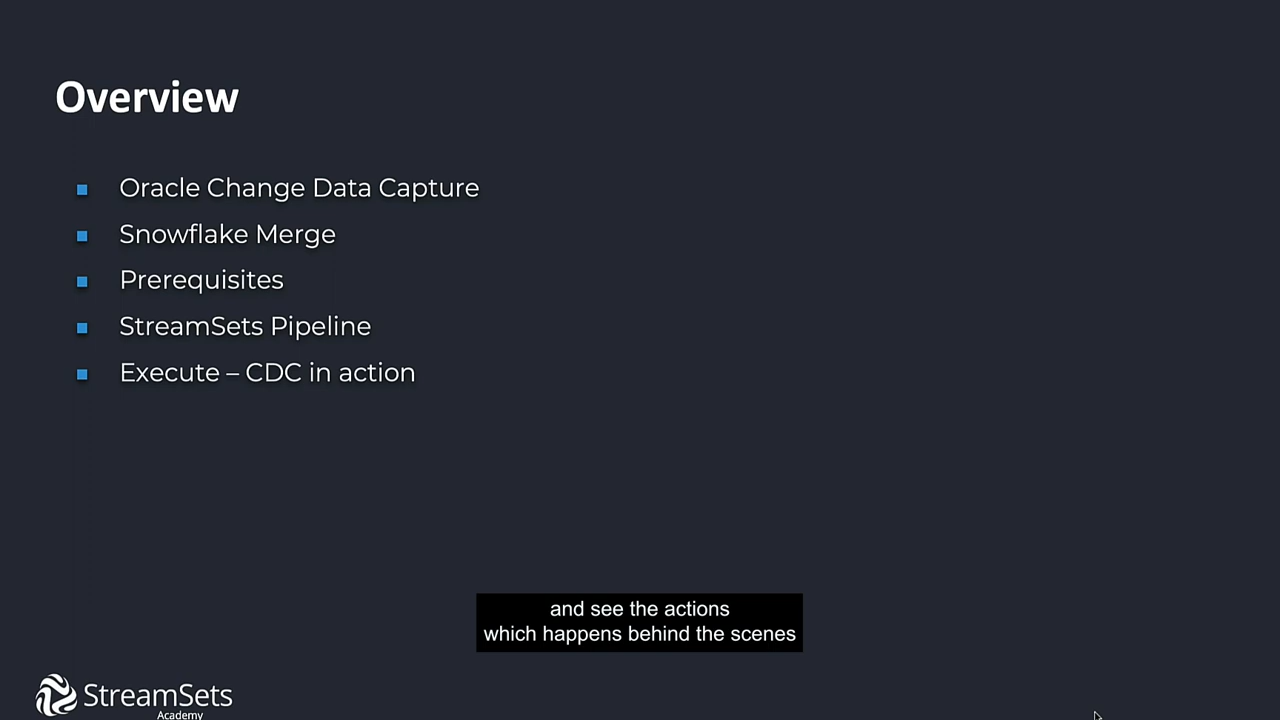 Overview
Oracle Change Data Capture
Snowflake Merge
Prerequisites
StreamSets Pipeline
Execute – CDC in action
and see the actions
which happens behind the scenes
StreamSets
Academy